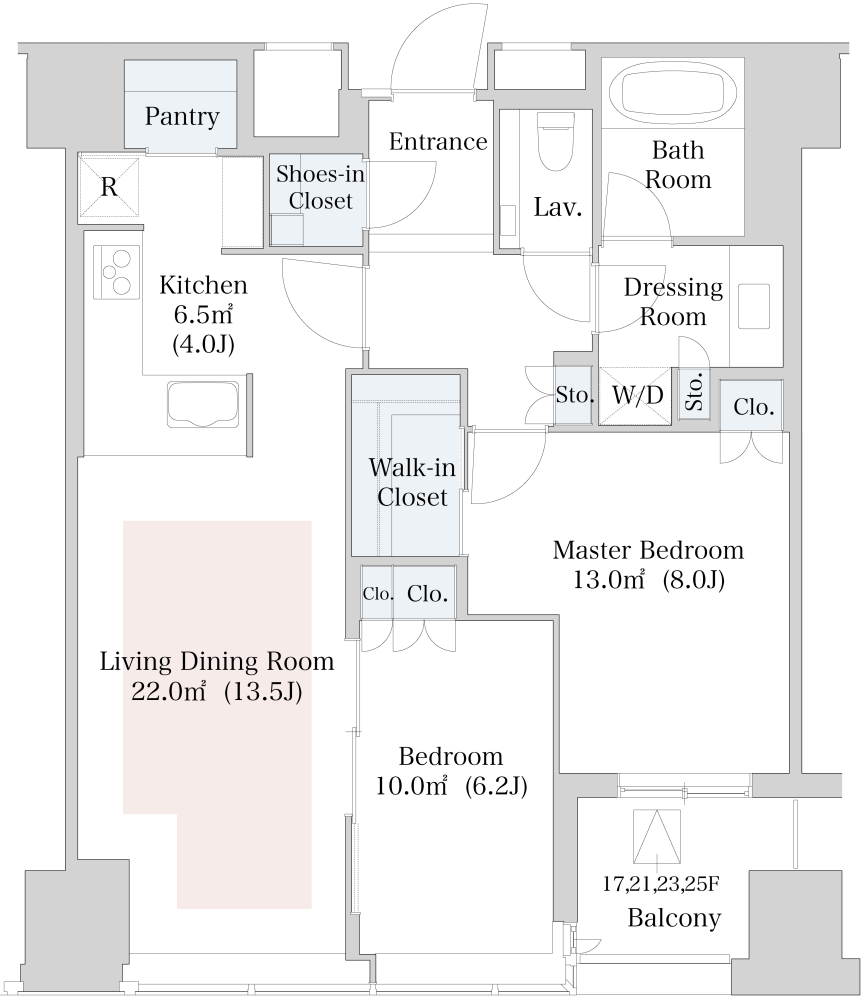 Pantry
Entrance
Shoes-in
Closet
R
Bath
Room
Lav.
Kitchen
6.5㎡
(4.0J)
Dressing
Room
Sto.
W/D
Sto.
Clo.
Walk-in
Closet
Master Bedroom
13.0㎡ (8.0J)
Clo.
Clo.
Living Dining Room
22.0㎡ (13.5J)
Bedroom
10.0㎡ (6.2J)
17,21,23,25F
Balcony